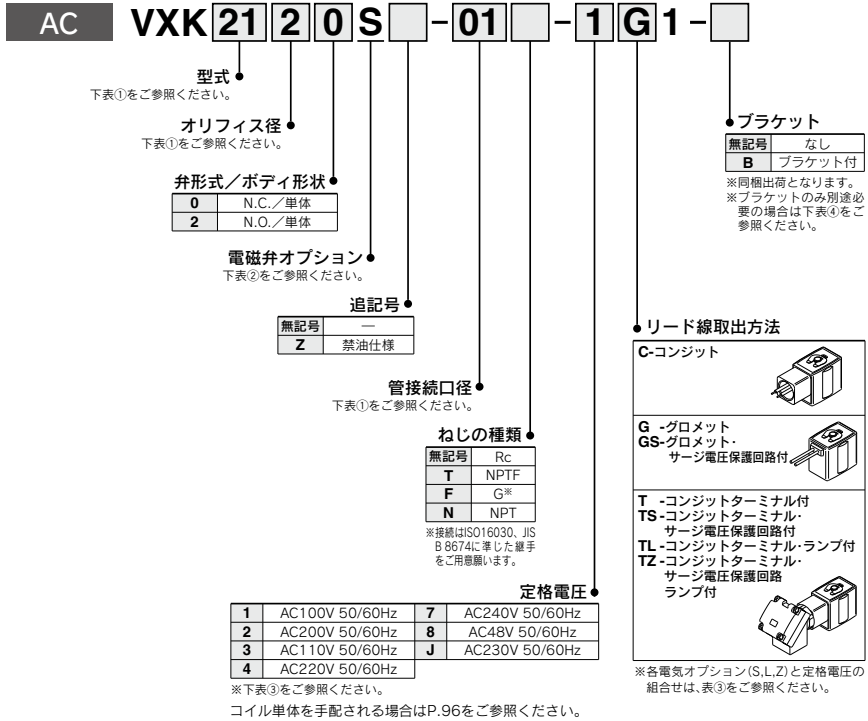 AC VXK 21 2 0 S - 01 - 1 G 1 -
型式
下表①をご参照ください。
オリフィス径
下表①をご参照ください。
弁形式／ボディ形状
0 N.C.／単体
2 N.O.／単体
電磁弁オプション
下表②をご参照ください。
追記号
無記号 —
Z 禁油仕様
管接続口径
下表①をご参照ください。
ねじの種類
無記号 Rc
T NPTF
F G※
N NPT
※接続はISO16030、JIS
B 8674に準じた継手
をご用意願います。
定格電圧
1 AC100V 50/60Hz 7 AC240V 50/60Hz
2 AC200V 50/60Hz 8 AC48V 50/60Hz
3 AC110V 50/60Hz J AC230V 50/60Hz
4 AC220V 50/60Hz
※下表③をご参照ください。
コイル単体を手配される場合はP.96をご参照ください。
ブラケット
無記号 なし
B ブラケット付
※同梱出荷となります。
※ブラケットのみ別途必
要の場合は下表④をご
参照ください。
リード線取出方法
C-コンジット
G -グロメット
GS-グロメット・
サージ電圧保護回路付
T -コンジットターミナル付
TS-コンジットターミナル・
サージ電圧保護回路付
TL-コンジットターミナル・ランプ付
TZ-コンジットターミナル・
サージ電圧保護回路
ランプ付
※各電気オプション(S,L,Z)と定格電圧の
組合せは、表③をご参照ください。